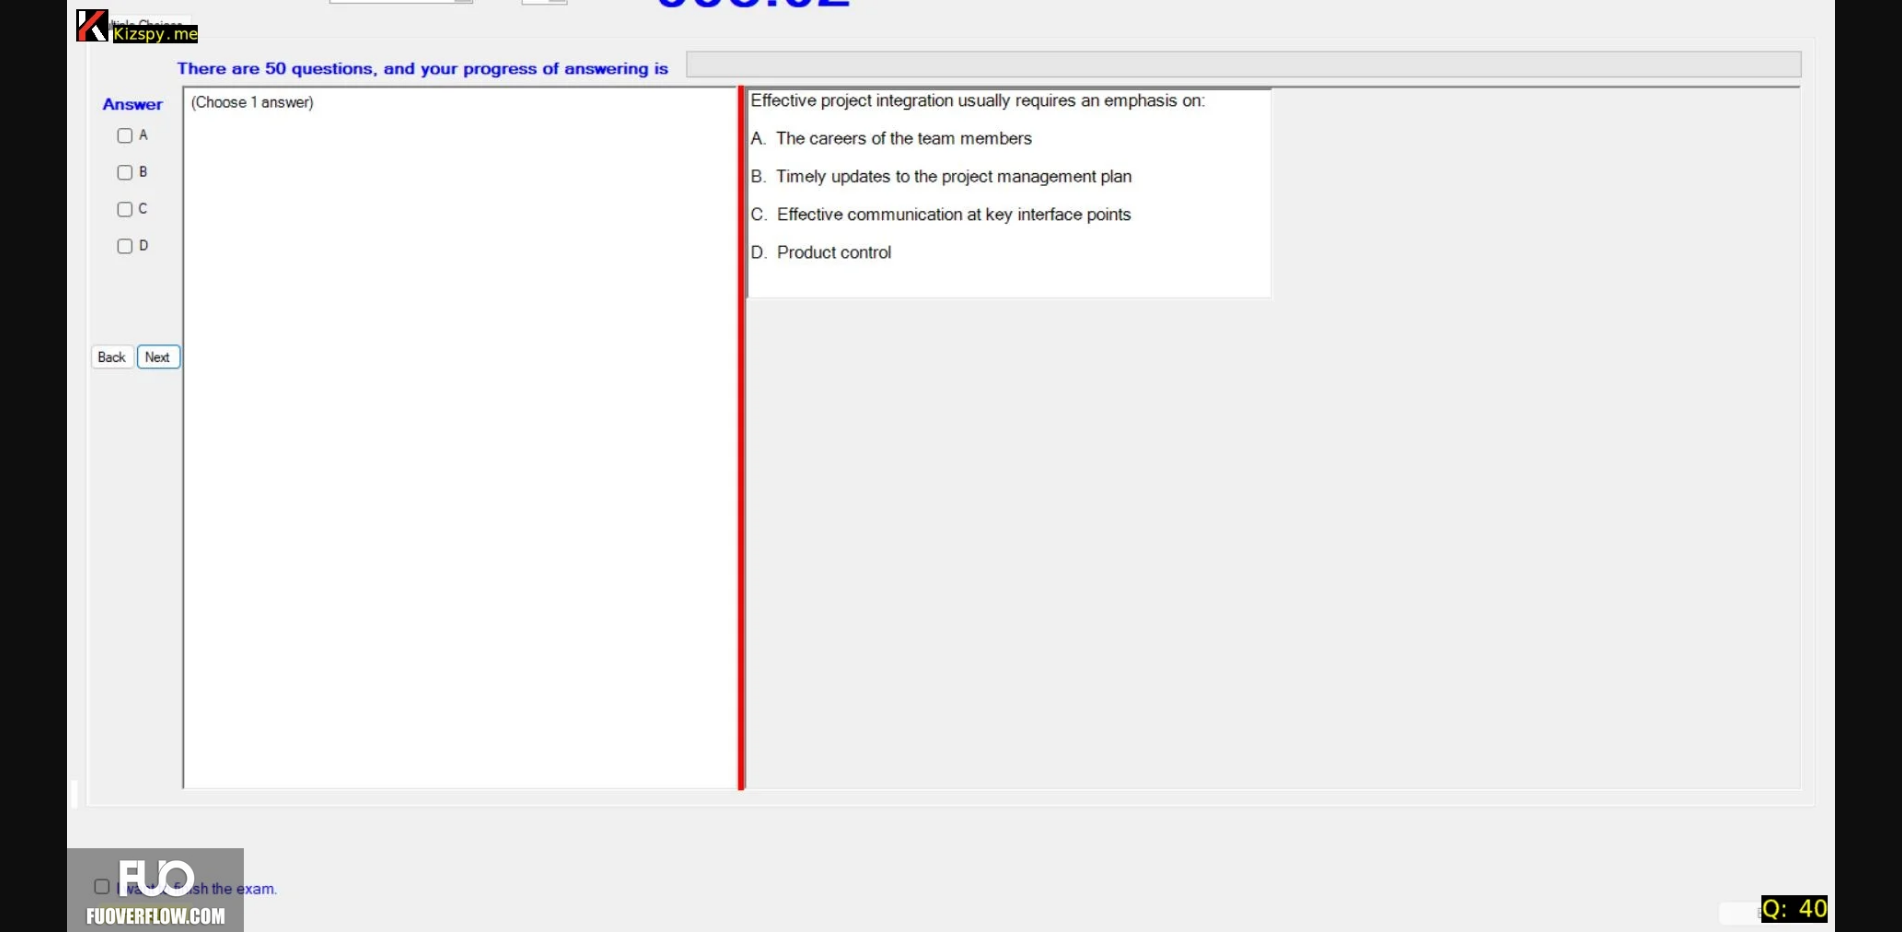 Kizspy.me
There are 50 questions, and your progress of answering is
Answer
(Choose 1 answer)
A
B
C
D
Back
Next
Effective project integration usually requires an emphasis on:
A. The careers of the team members
B. Timely updates to the project management plan
C. Effective communication at key interface points
D. Product control
FUO
the exam.
FUOVERFLOW.COM
Q: 40